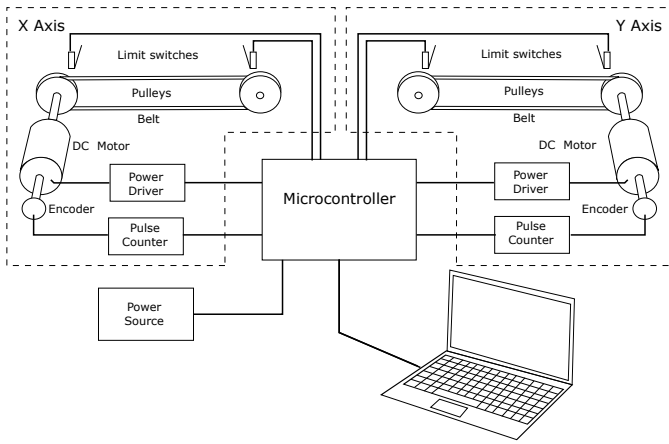 X Axis
Limit switches
Pulleys
Belt
DC Motor
Power
Driver
Encoder
Pulse
Counter
Microcontroller
Y Axis
Limit switches
Pulleys
Belt
DC Motor
Power
Driver
Encoder
Pulse
Counter
Power
Source